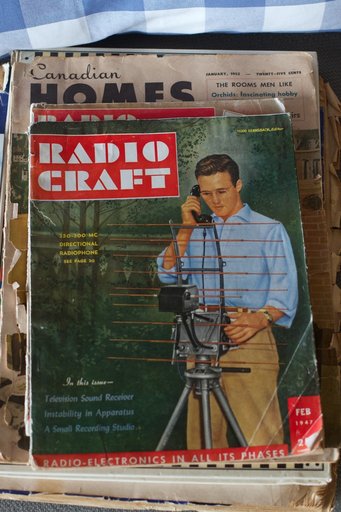 Canadian
HOMES
JANUARY, 1952 — TWENTY-FIVE CENTS
THE ROOMS MEN LIKE
Orchids: fascinating hobby
RADIO
HUGO GERNSBACK, Editor
RADIO
CRAFT
250-300-MC
DIRECTIONAL
RADIOPHONE
SEE PAGE 20
In this issue—
Television Sound Receiver
Instability in Apparatus
A Small Recording Studio
FEB
1947
RADIO-ELECTRONICS IN ALL ITS PHASES